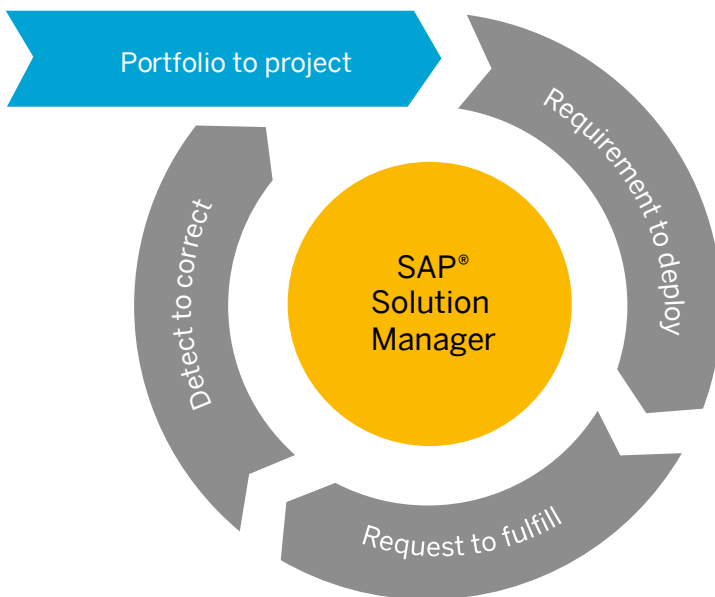 Portfolio to project
Requirement to deploy
SAP®
Solution
Manager
Detect to correct
Request to fulfill